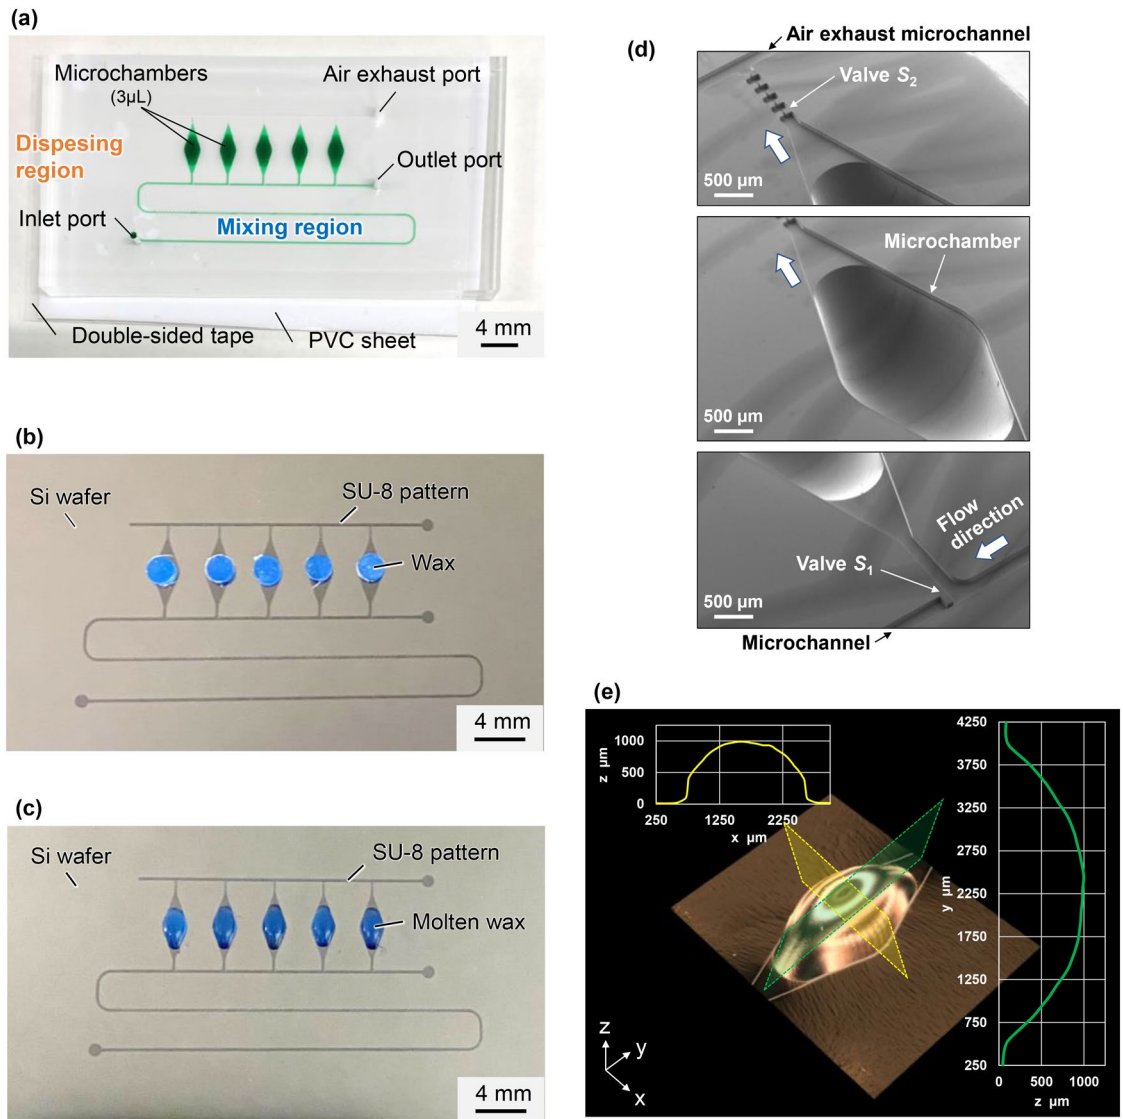 (a)
Microchambers
(3µL)
Air exhaust port
Dispesing
region
Outlet port
Inlet port
Mixing region
Double-sided tape
PVC sheet
4 mm
(b)
Si wafer
SU-8 pattern
Wax
4 mm
(c)
Si wafer
SU-8 pattern
Molten wax
4 mm
(d)
Air exhaust microchannel
Valve S2
500 µm
Microchamber
500 µm
Flow
direction
Valve S1
500 µm
Microchannel
(e)
z µm
1000
500
0
250
1250
2250
x µm
y µm
4250
3750
3250
2750
2250
1750
1250
750
250
0
500
1000
z µm
z
y
x